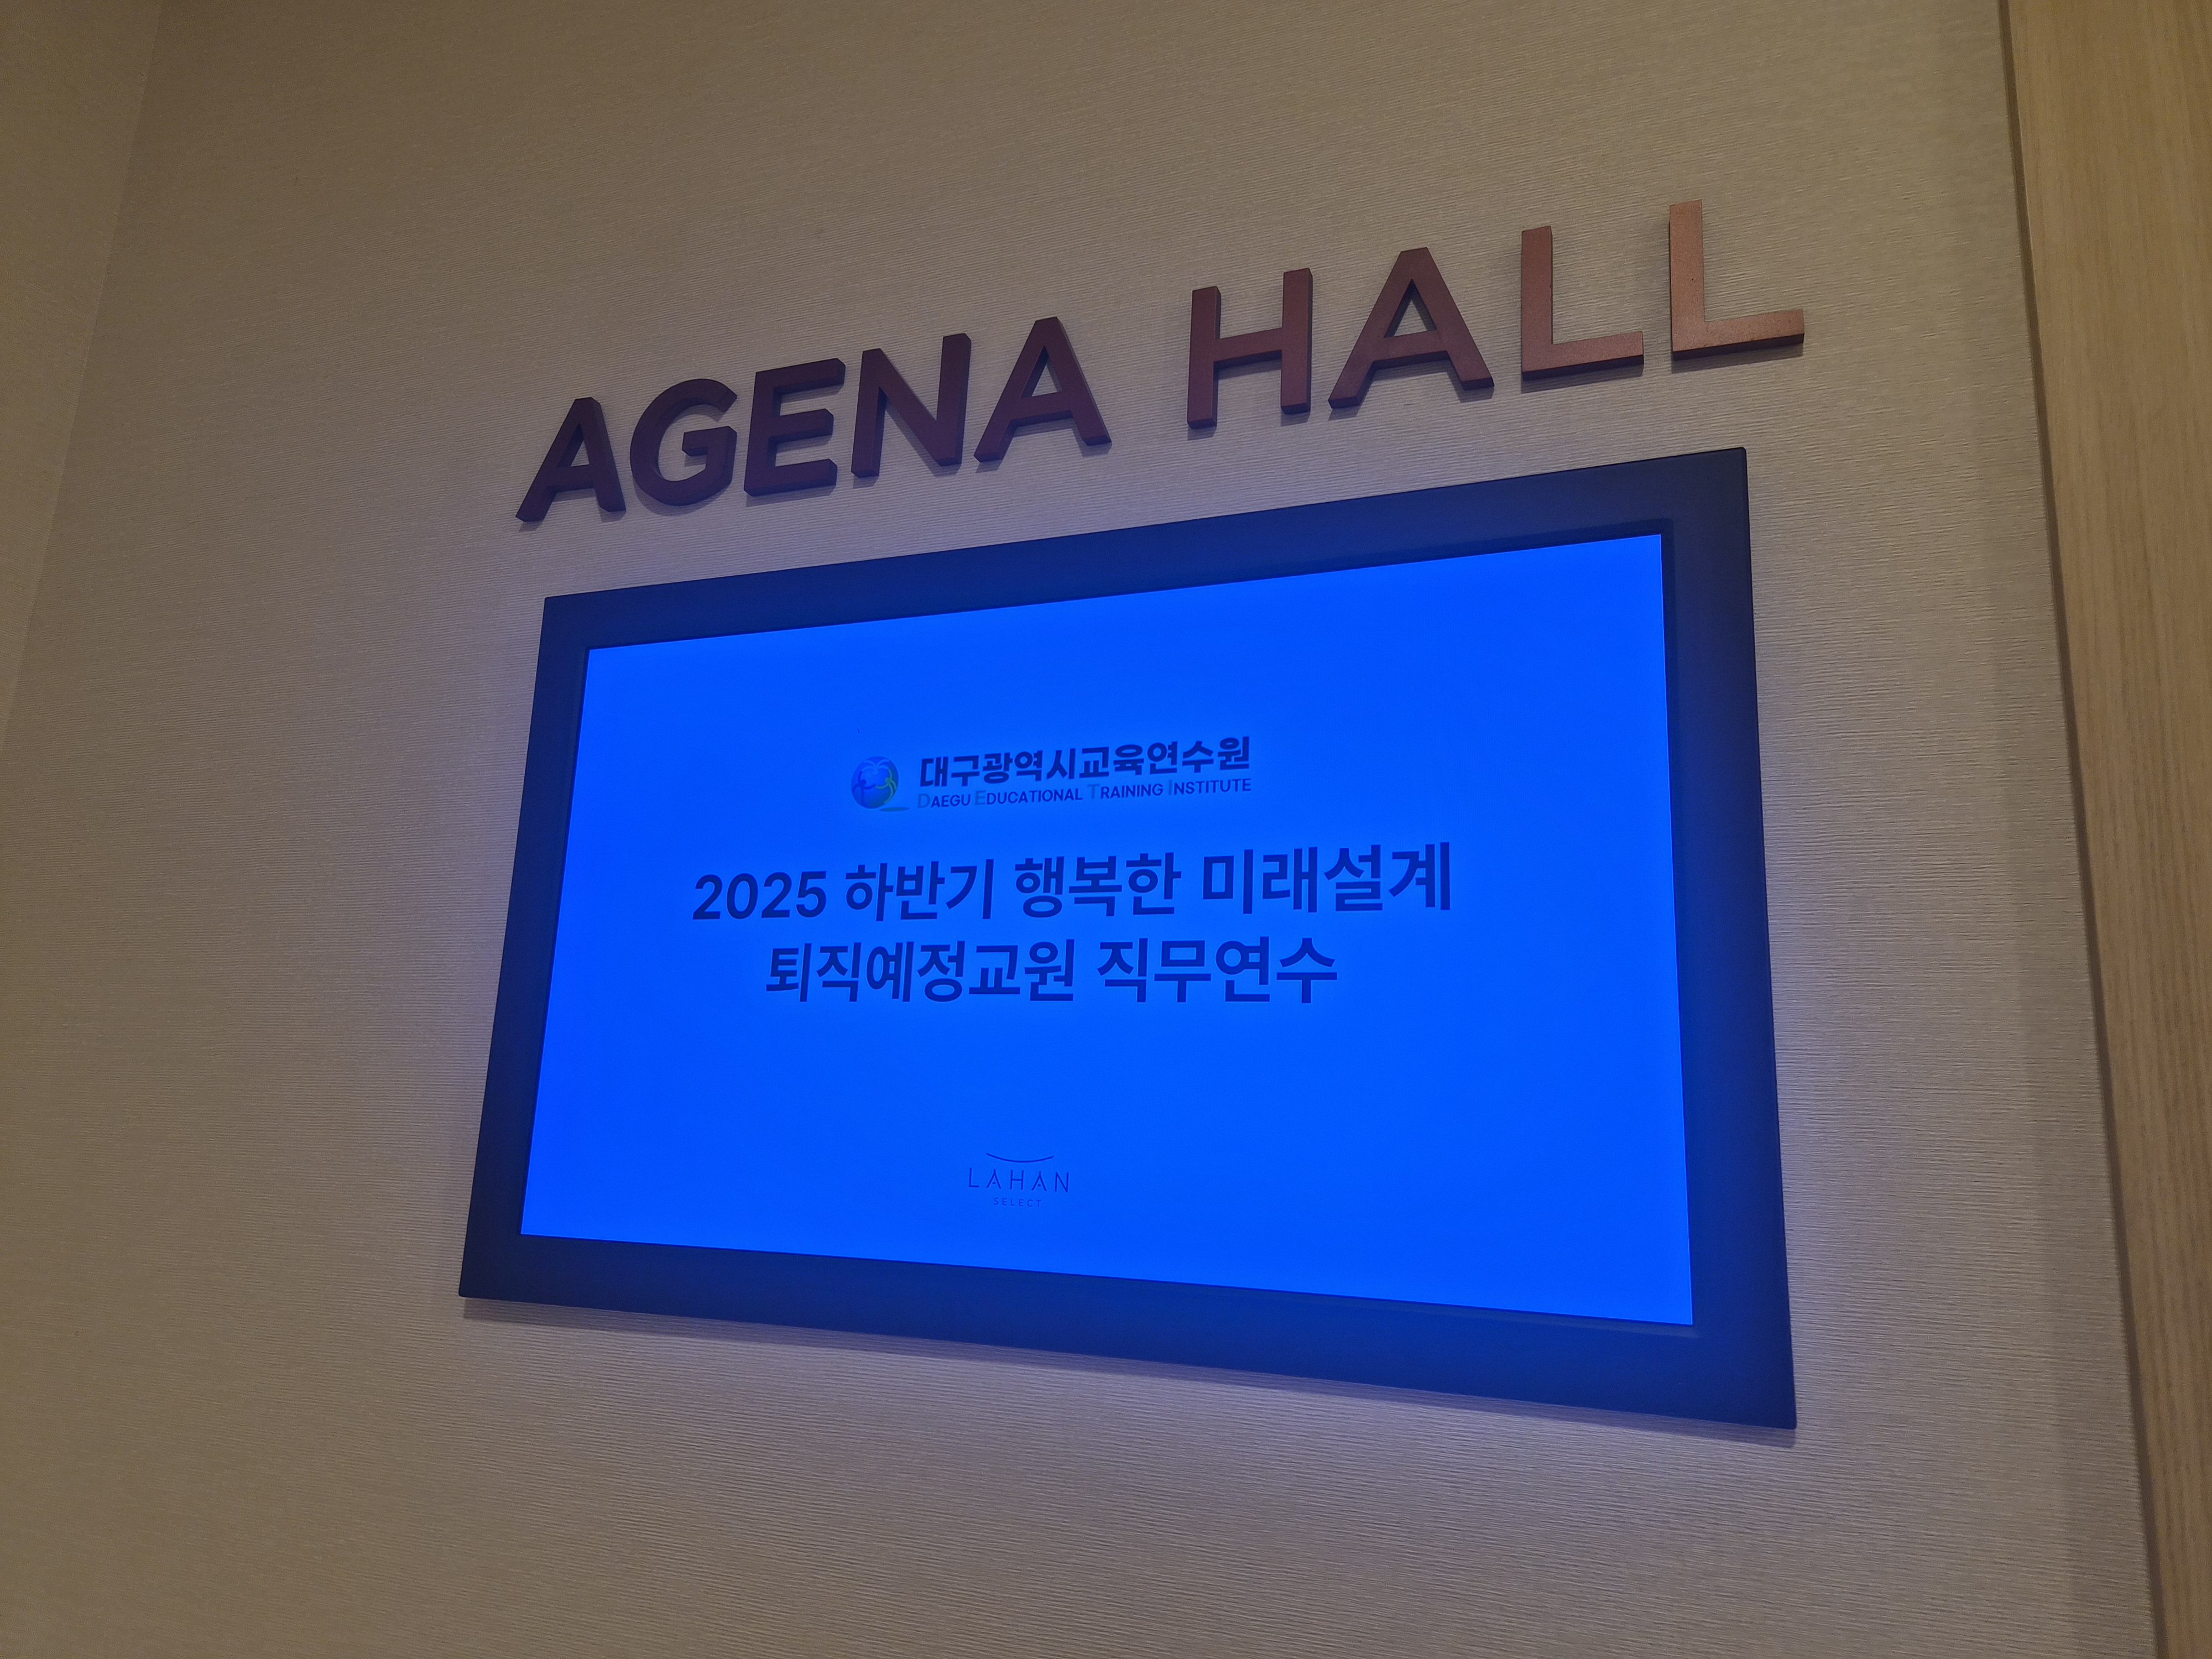 AGENA HALL
대구광역시교육연수원
DAEGU EDUCATIONAL TRAINING INSTITUTE
2025 하반기 행복한 미래설계
퇴직예정교원 직무연수
LAHAN
SELECT